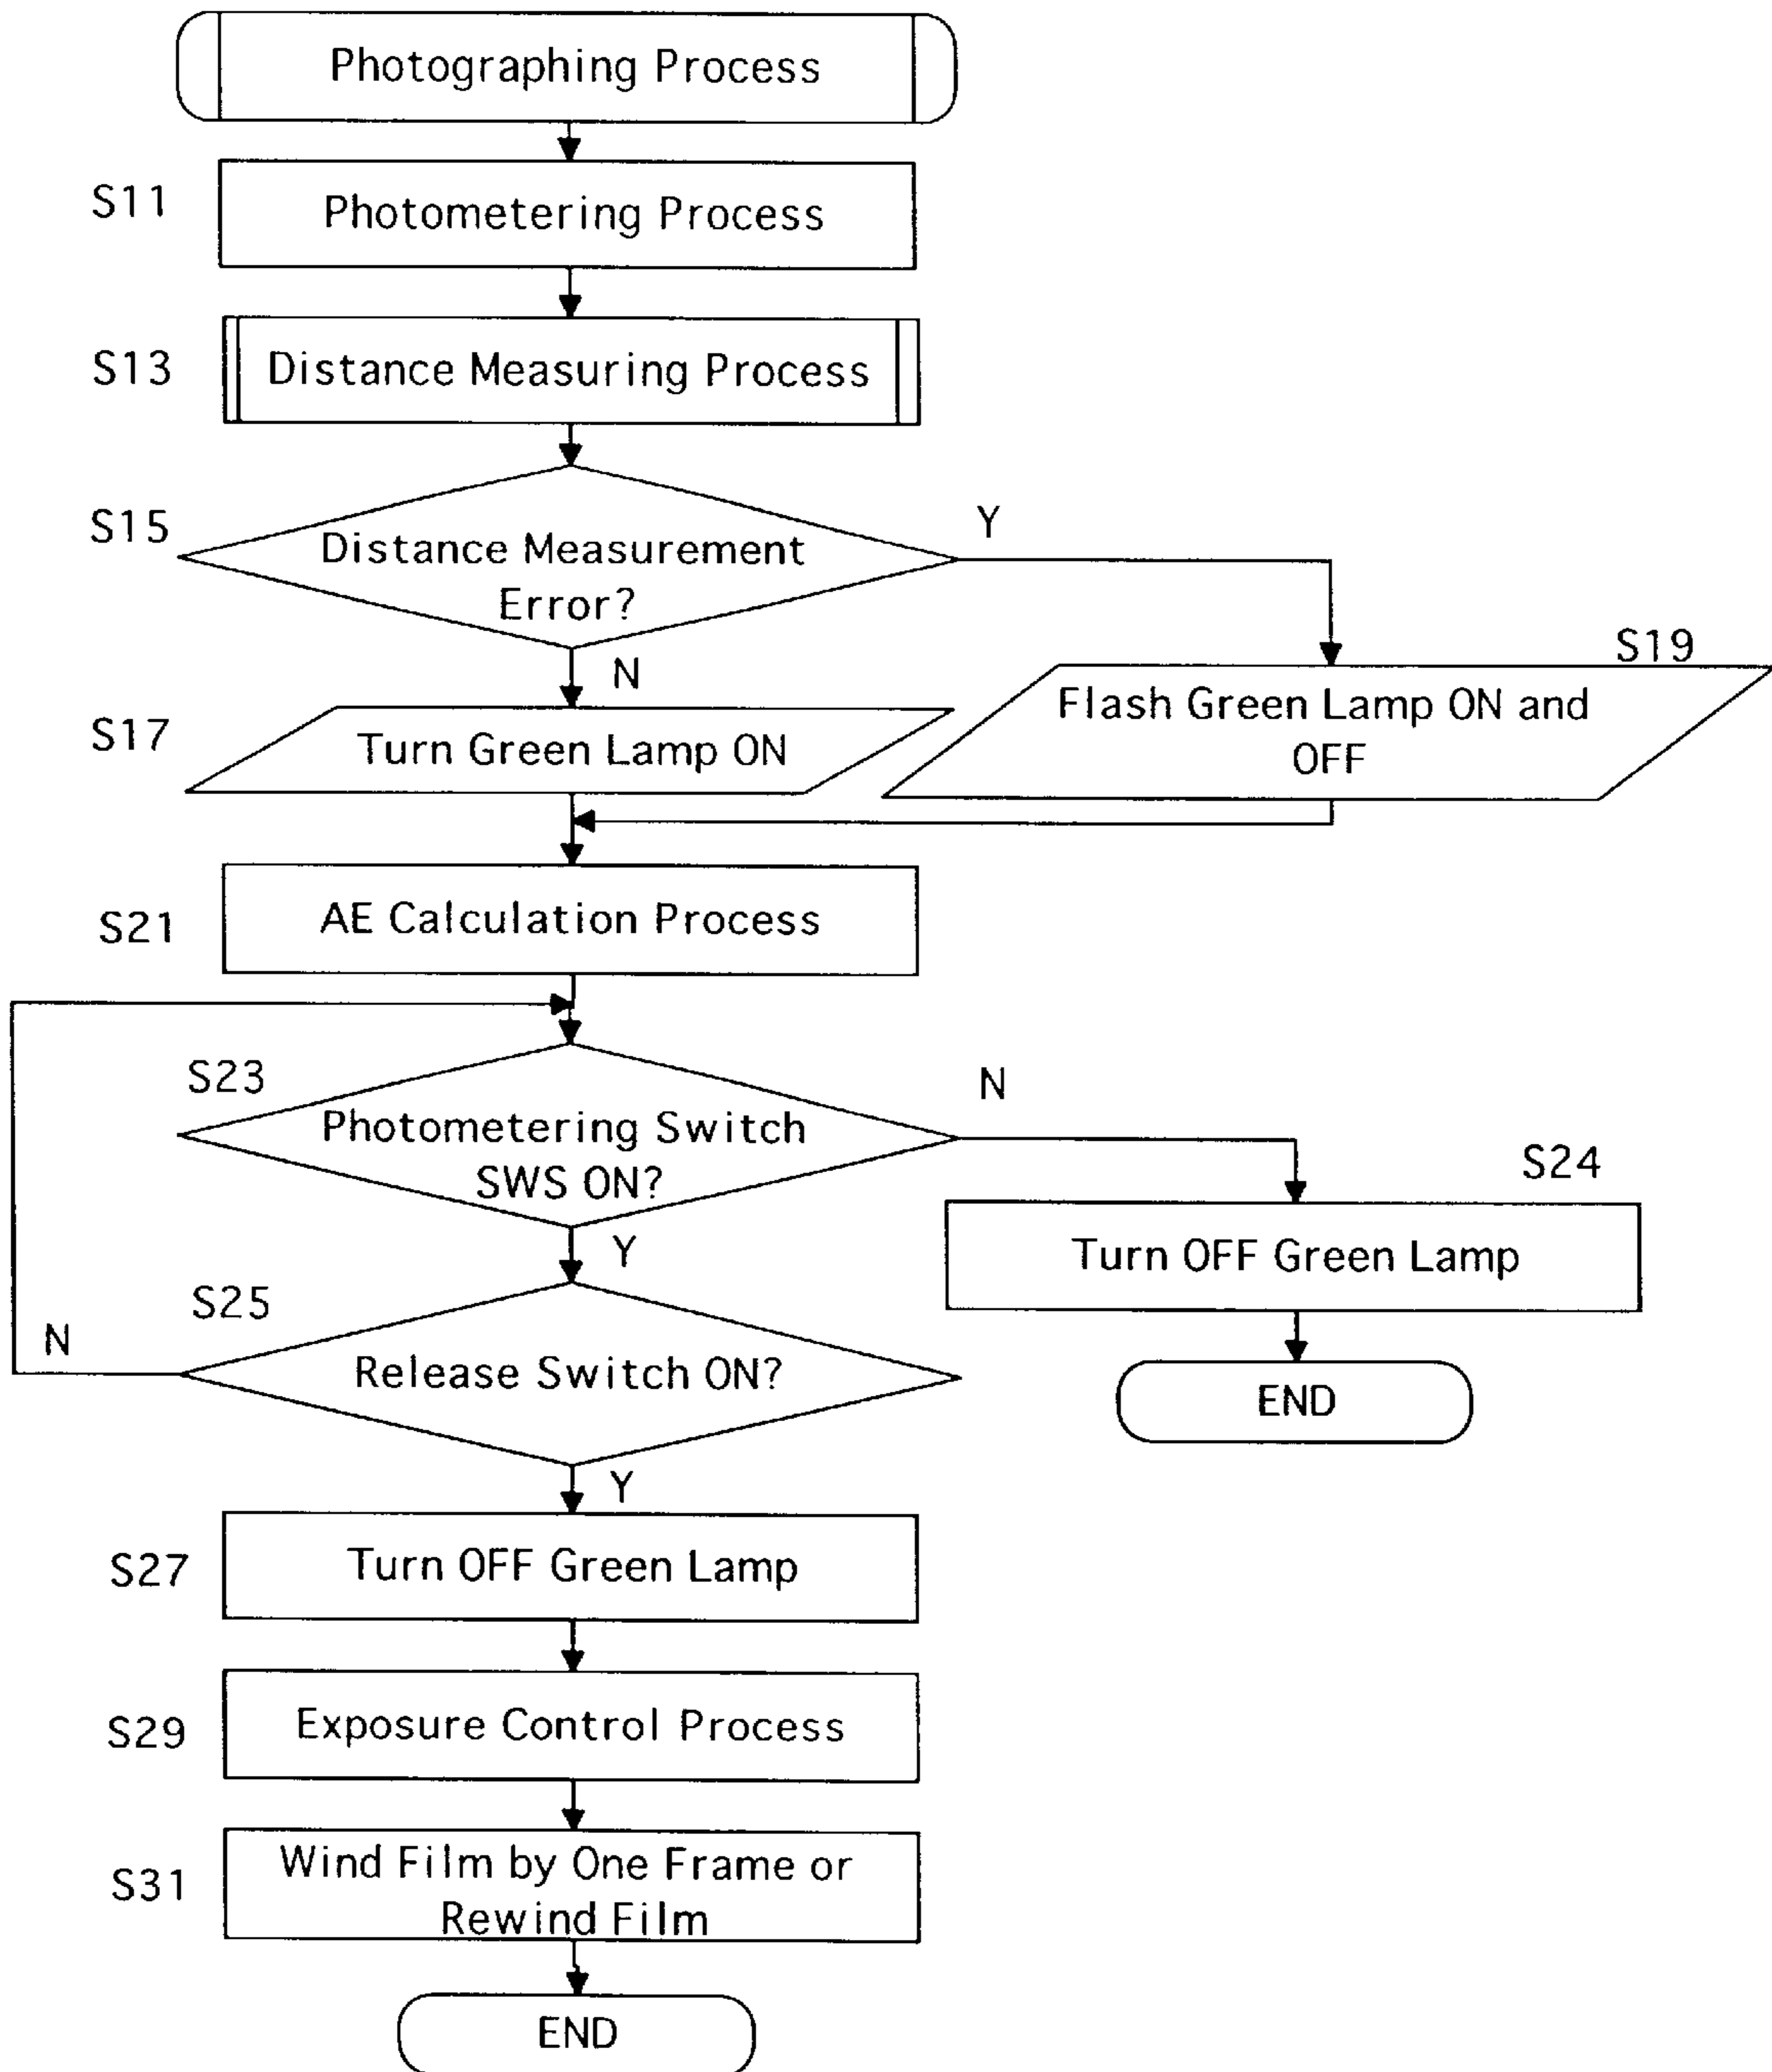 Photographing Process
S11
Photometering Process
S13
Distance Measuring Process
S15
Distance Measurement
Error?
Y
N
S19
Flash Green Lamp ON and
OFF
S17
Turn Green Lamp ON
S21
AE Calculation Process
S23
Photometering Switch
SWS ON?
N
Y
S24
Turn OFF Green Lamp
END
S25
N
Release Switch ON?
Y
S27
Turn OFF Green Lamp
S29
Exposure Control Process
S31
Wind Film by One Frame or
Rewind Film
END